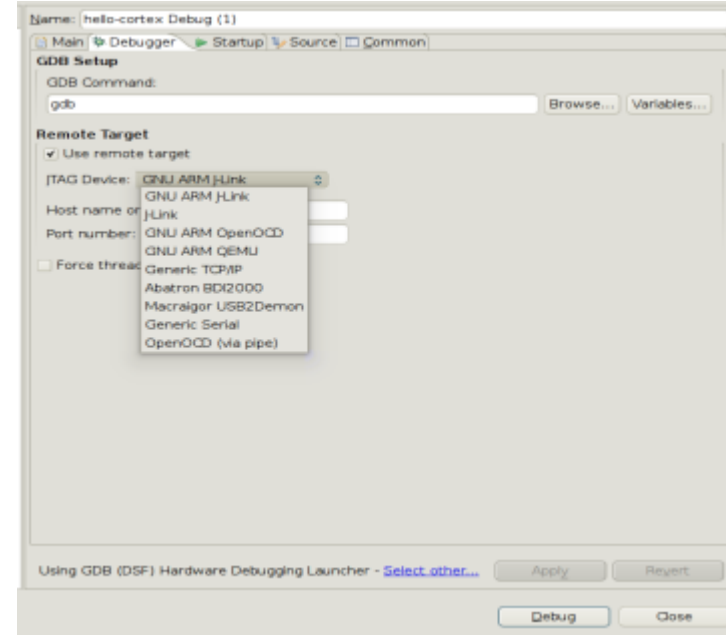 Name: hello-cortex Debug (1)
Main Debugger Startup Source Common
GDB Setup
GDB Command:
gdb Browse... Variables...
Remote Target
Use remote target
JTAG Device: GNU ARM J-Link
GNU ARM J-Link
Host name or
J-Link
Port number:
GNU ARM OpenOCD
GNU ARM QEMU
Force thread
Generic TCP/IP
Abatron BDI2000
Macraigor USB2Demon
Generic Serial
OpenOCD (via pipe)
Using GDB (DSF) Hardware Debugging Launcher - Select other... Apply Revert
Debug Close